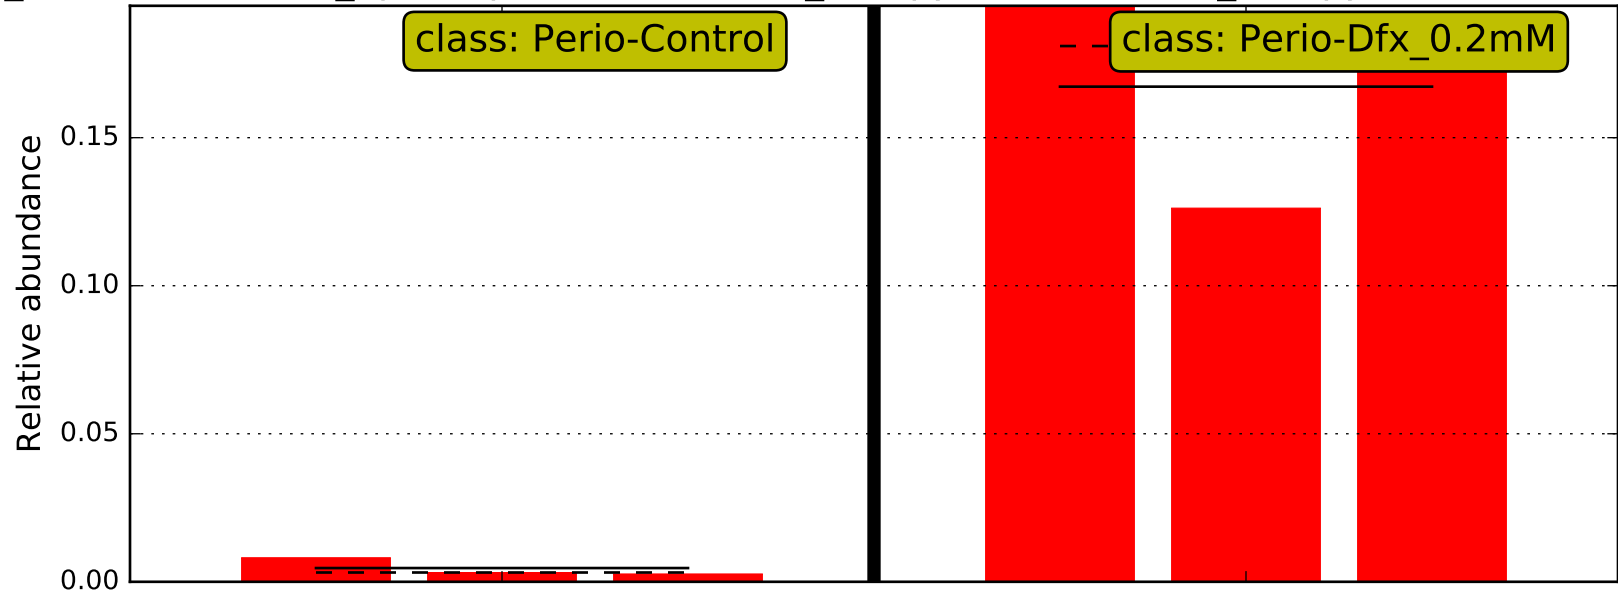 class: Perio-Control
class: Perio-Dfx_0.2mM
Relative abundance
0.15
0.10
0.05
0.00